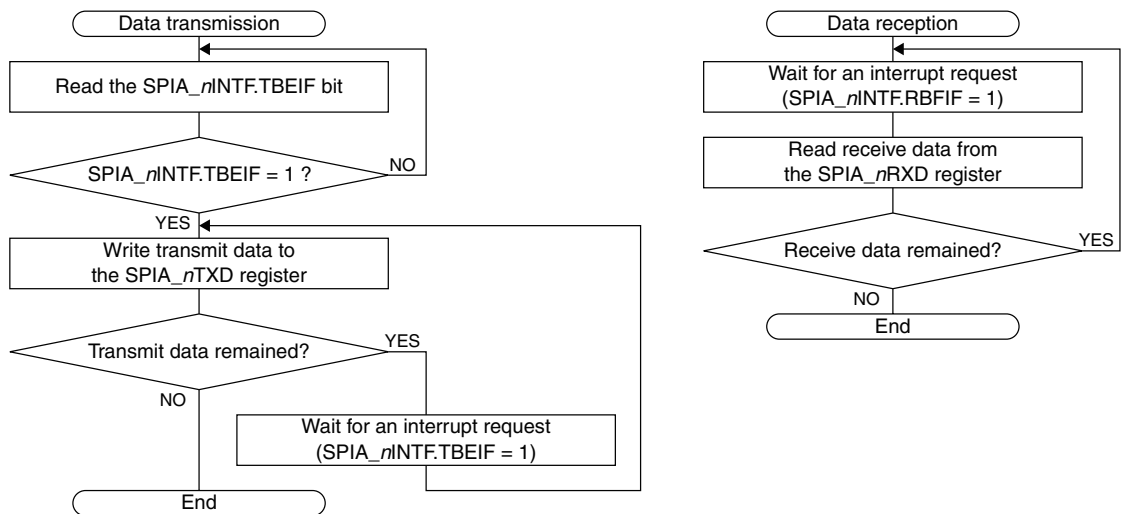 Data transmission
Read the SPIA_nINTF.TBEIF bit
SPIA_nINTF.TBEIF = 1 ?
NO
YES
Write transmit data to
the SPIA_nTXD register
Transmit data remained?
YES
NO
Wait for an interrupt request
(SPIA_nINTF.TBEIF = 1)
End
Data reception
Wait for an interrupt request
(SPIA_nINTF.RBFIF = 1)
Read receive data from
the SPIA_nRXD register
Receive data remained?
YES
NO
End